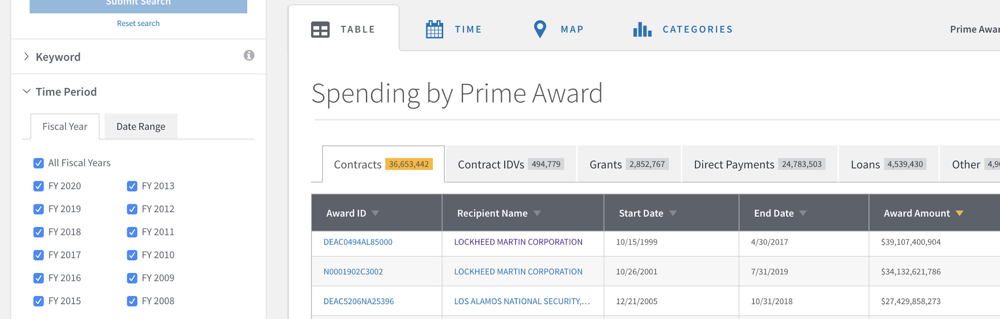 Submit Search
Reset search
Keyword
Time Period
Fiscal Year Date Range
All Fiscal Years
FY 2020 FY 2013
FY 2019 FY 2012
FY 2018 FY 2011
FY 2017 FY 2010
FY 2016 FY 2009
FY 2015 FY 2008
TABLE TIME MAP CATEGORIES Prime Awar
Spending by Prime Award
Contracts 36,653,442 Contract IDVs 494,779 Grants 2,852,767 Direct Payments 24,783,503 Loans 4,539,430 Other 4,9
Award ID Recipient Name Start Date End Date Award Amount
DEAC0494AL85000 LOCKHEED MARTIN CORPORATION 10/15/1999 4/30/2017 $39,107,400,904
N0001902C3002 LOCKHEED MARTIN CORPORATION 10/26/2001 7/31/2019 $34,132,621,786
DEAC5206NA25396 LOS ALAMOS NATIONAL SECURITY,... 12/21/2005 10/31/2018 $27,429,858,273